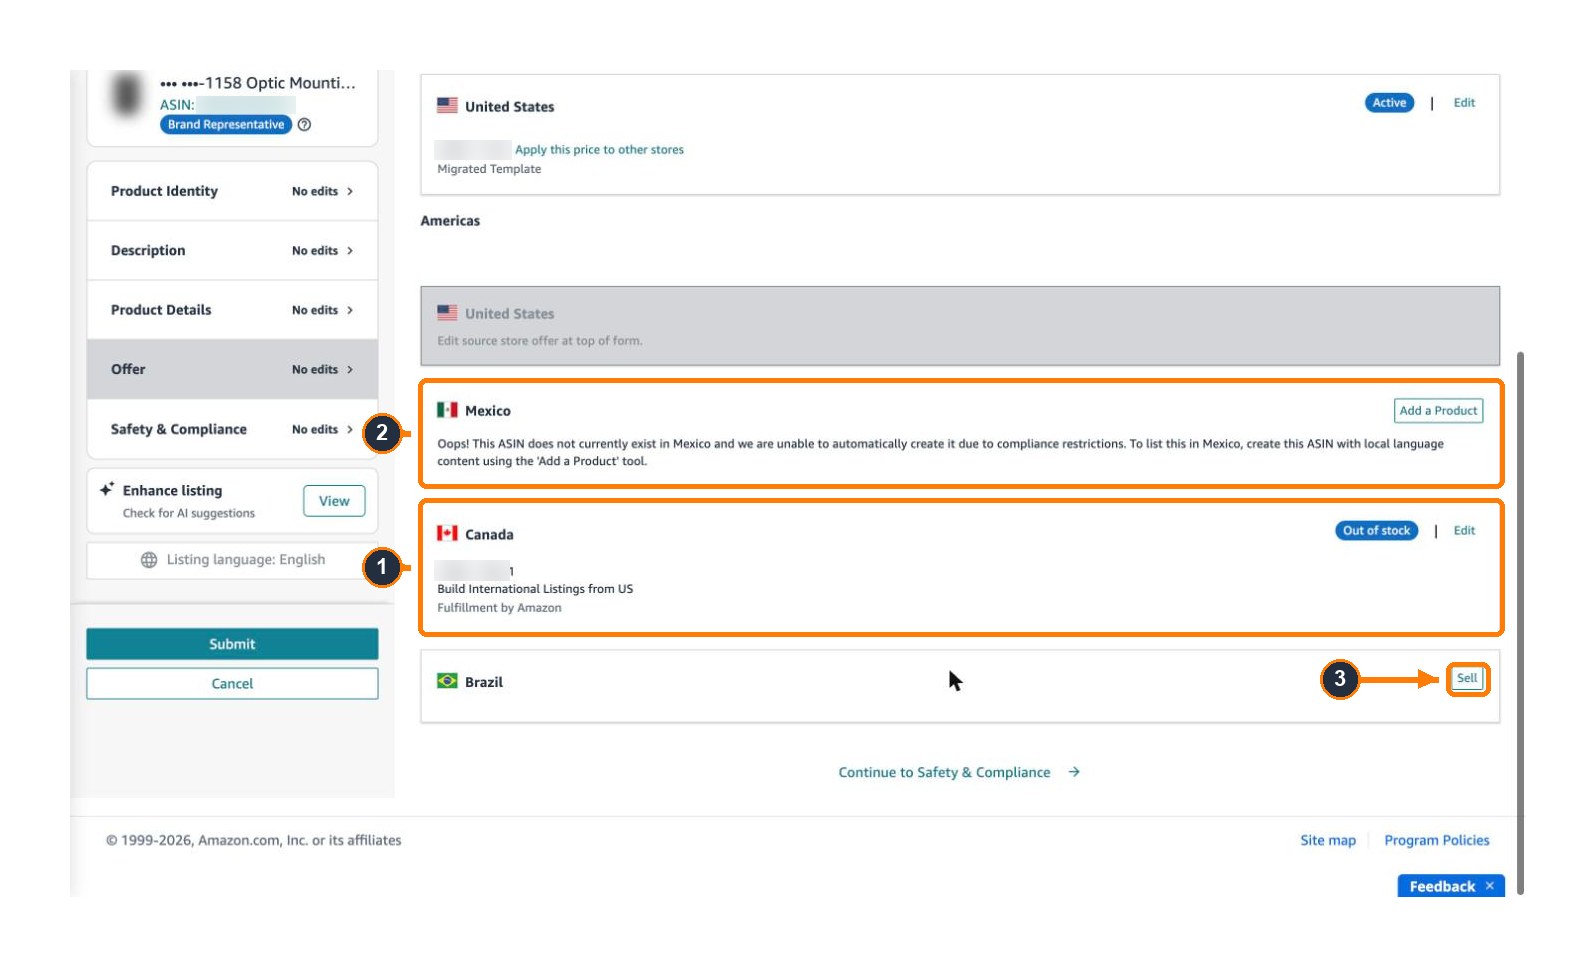 ••• •••-1158 Optic Mounti...
ASIN:
Brand Representative
Product Identity No edits >
Description No edits >
Product Details No edits >
Offer No edits >
Safety & Compliance No edits >
Enhance listing
Check for AI suggestions
View
Listing language: English
Submit
Cancel
United States
Active | Edit
Apply this price to other stores
Migrated Template
Americas
United States
Edit source store offer at top of form.
2
Mexico
Add a Product
Oops! This ASIN does not currently exist in Mexico and we are unable to automatically create it due to compliance restrictions. To list this in Mexico, create this ASIN with local language
content using the 'Add a Product' tool.
1
Canada
Out of stock | Edit
1
Build International Listings from US
Fulfillment by Amazon
Brazil
3
Sell
Continue to Safety & Compliance →
© 1999-2026, Amazon.com, Inc. or its affiliates
Site map
Program Policies
Feedback ×